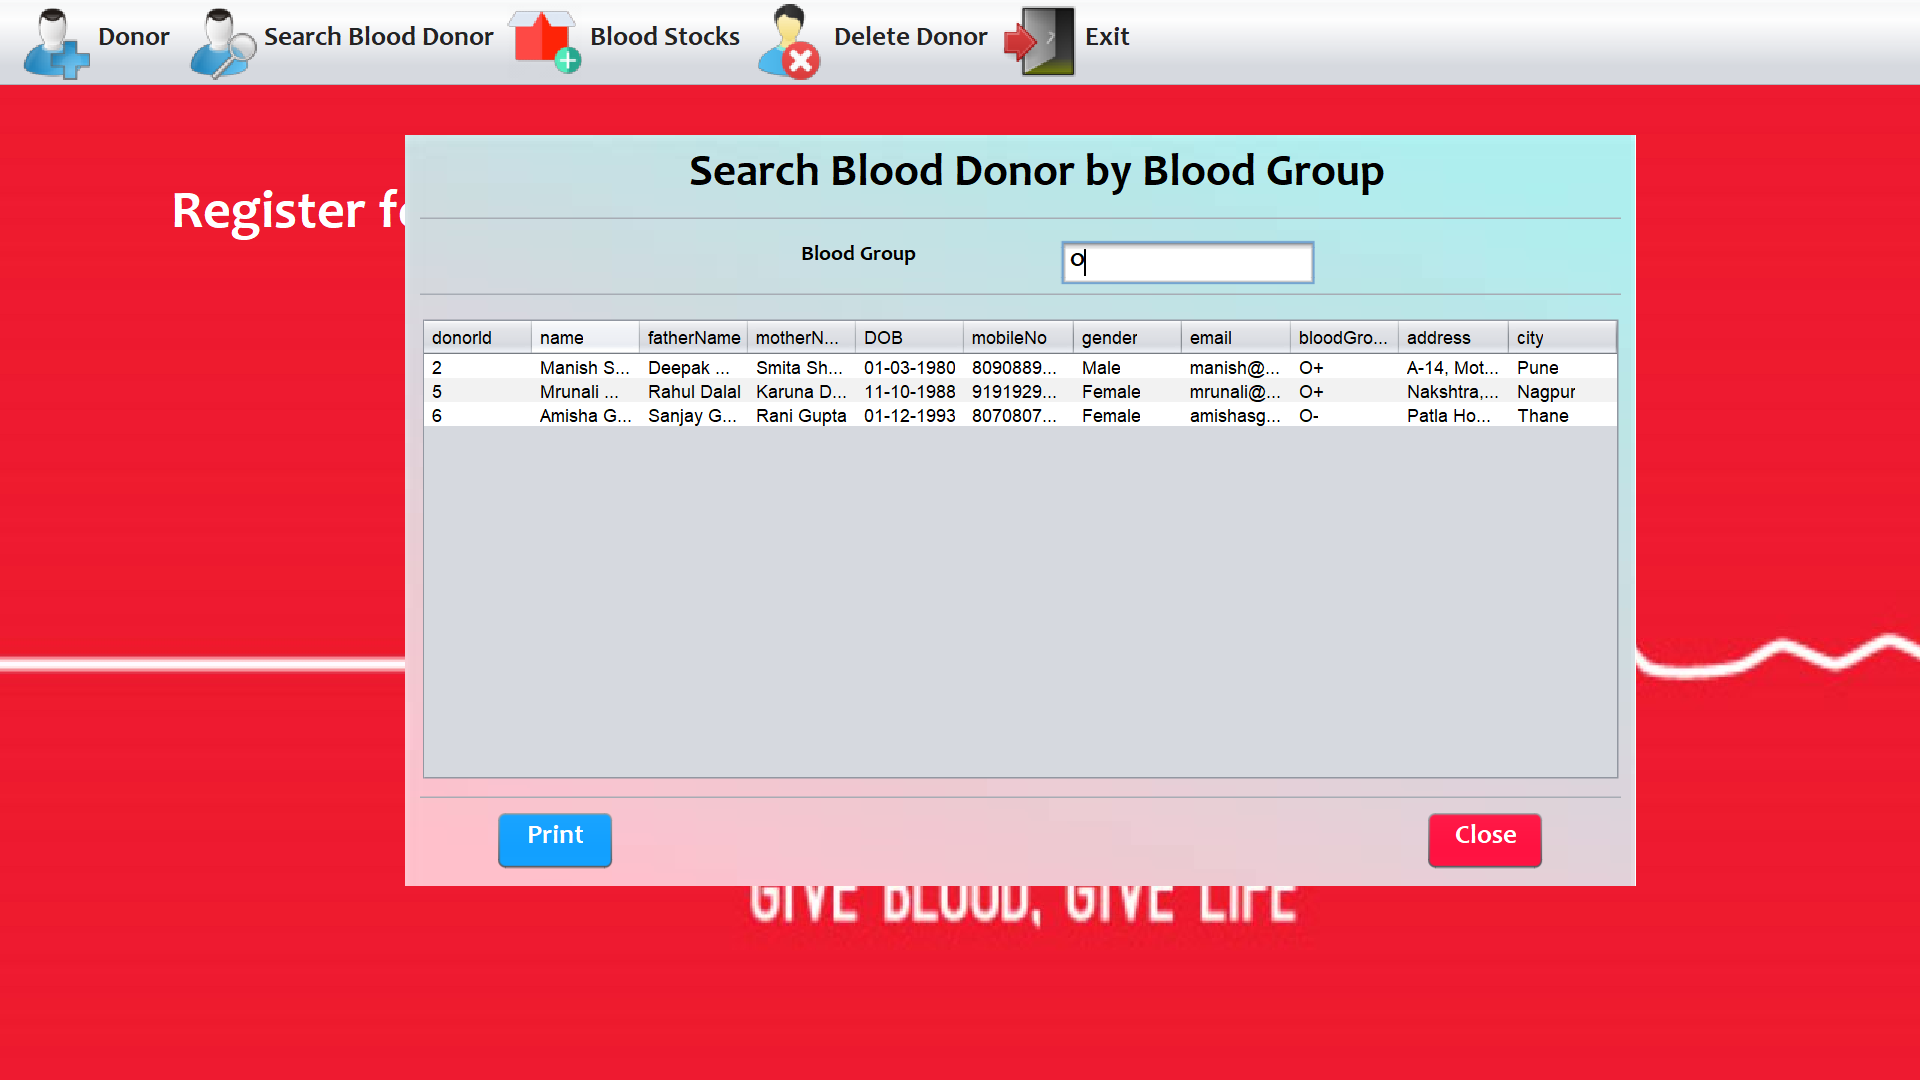 Donor Search Blood Donor Blood Stocks Delete Donor Exit
Search Blood Donor by Blood Group
Register
Blood Group O
donorId name fatherName motherN... DOB mobileNo gender email bloodGro... address city
2 Manish S... Deepak ... Smita Sh... 01-03-1980 8090889... Male manish@... O+ A-14, Mot... Pune
5 Mrunali ... Rahul Dalal Karuna D... 11-10-1988 9191929... Female mrunali@... O+ Nakshtra,... Nagpur
6 Amisha G... Sanjay G... Rani Gupta 01-12-1993 8070807... Female amishasg... O- Patla Ho... Thane
Print Close
GIVE BLOOD, GIVE LIFE